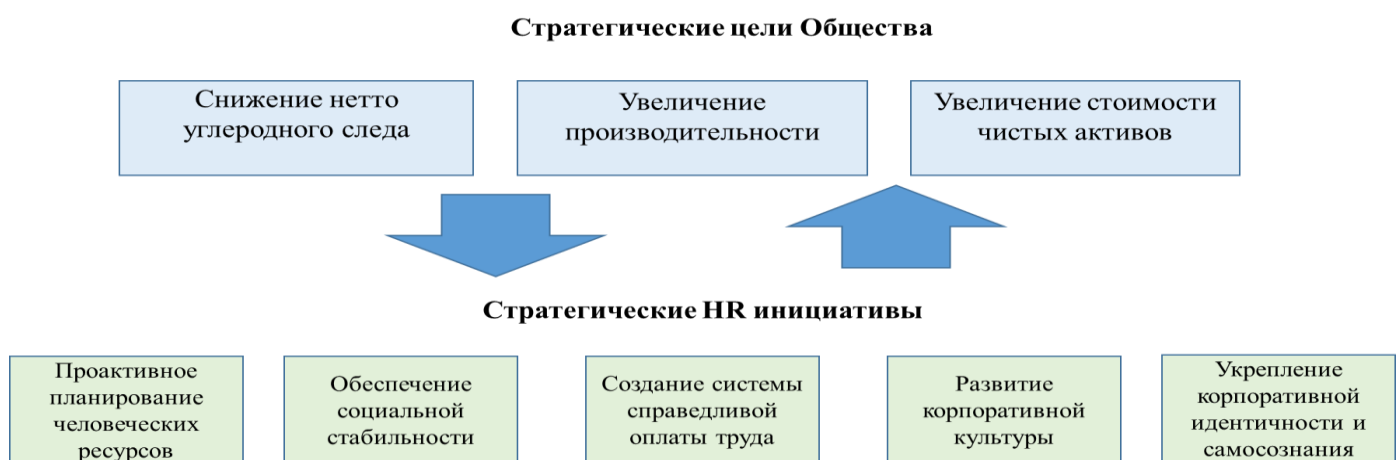 Стратегические цели Общества
Снижение нетто
углеродного следа
Увеличение
производительности
Увеличение стоимости
чистых активов
Стратегические HR инициативы
Проактивное
планирование
человеческих
ресурсов
Обеспечение
социальной
стабильности
Создание системы
справедливой
оплаты труда
Развитие
корпоративной
культуры
Укрепление
корпоративной
идентичности и
самосознания